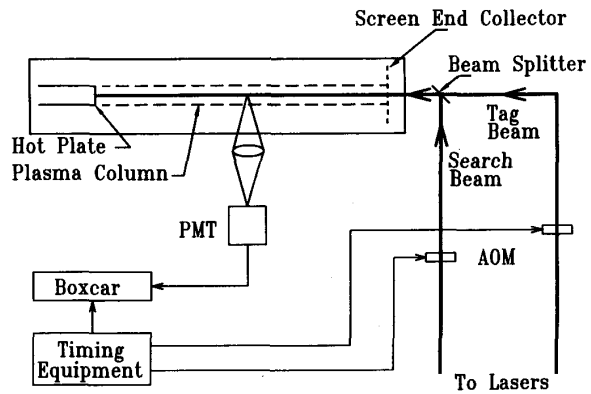 Screen End Collector
Beam Splitter
Tag
Beam
Hot Plate
Plasma Column
Search
Beam
PMT
AOM
Boxcar
Timing
Equipment
To Lasers